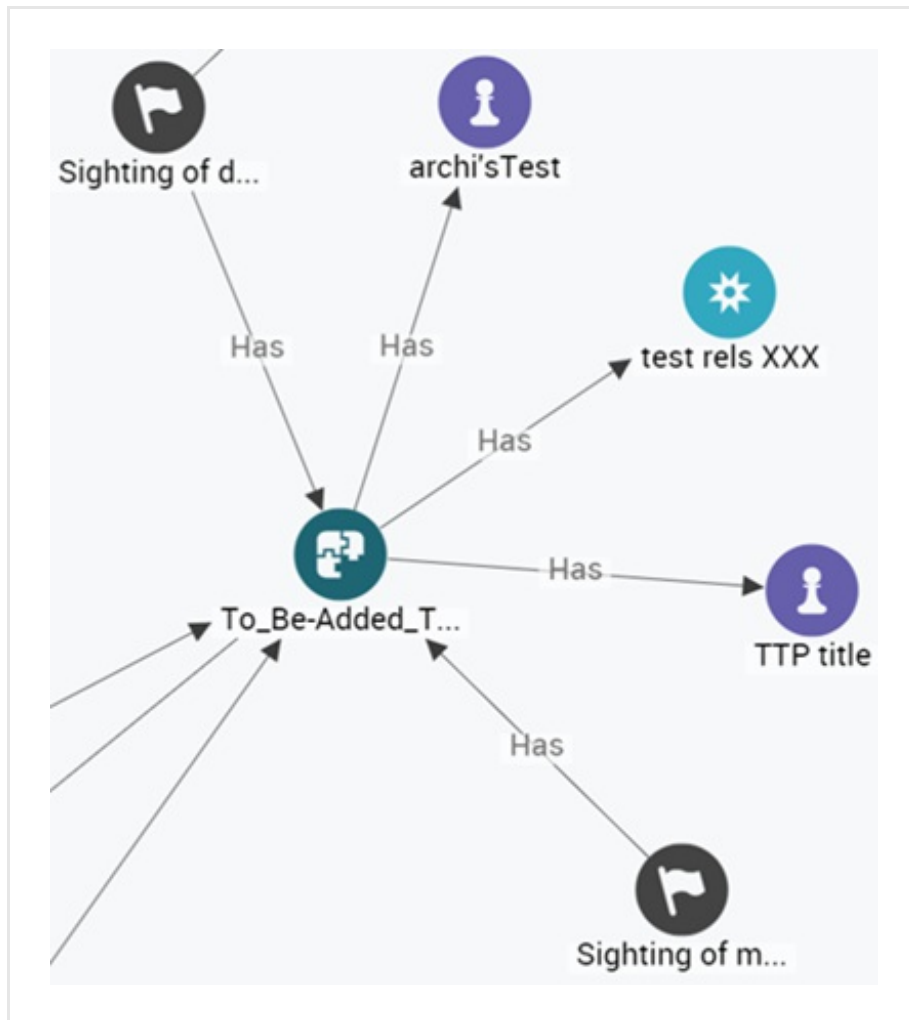 archi'sTest
Sighting of d...
Has
Has
test rels XXX
Has
Has
To_Be-Added_T...
TTP title
Has
Sighting of m...